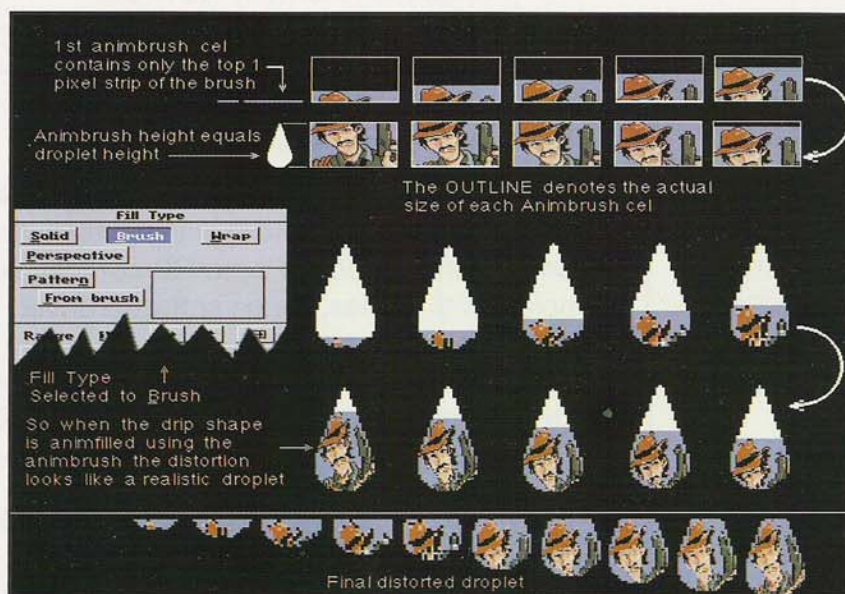 1st animbrush cel
contains only the top 1
pixel strip of the brush
Animbrush height equals
droplet height
The OUTLINE denotes the actual
size of each Animbrush cel
Fill Type
Solid Brush Wrap
Perspective
Pattern
From brush
Fill Type
Selected to Brush
So when the drip shape
is animfilled using the
animbrush the distortion
looks like a realistic droplet
Final distorted droplet